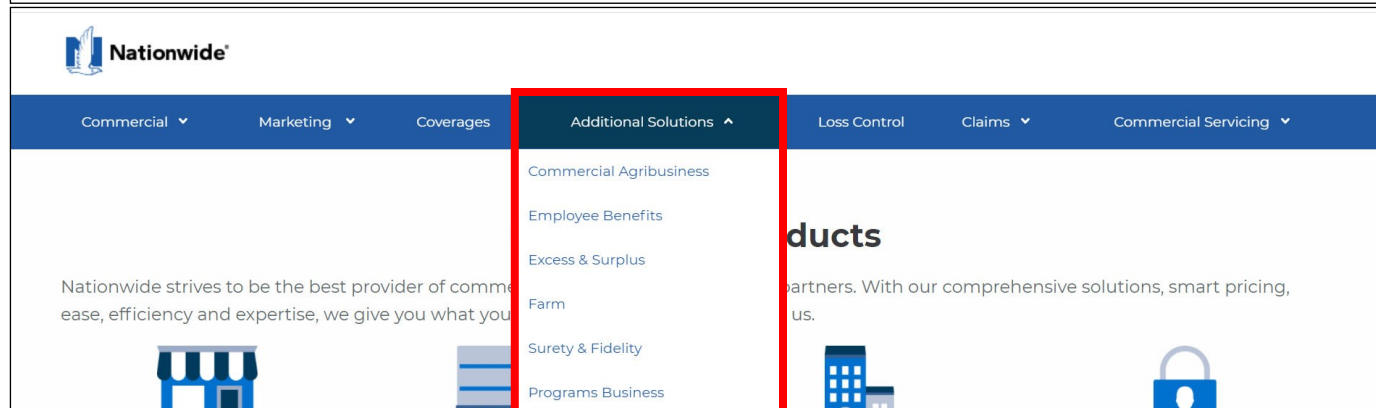 Nationwide®
Commercial
Marketing
Coverages
Additional Solutions
Loss Control
Claims
Commercial Servicing
Commercial Agribusiness
Employee Benefits
Excess & Surplus
Farm
Surety & Fidelity
Programs Business
ducts
Nationwide strives to be the best provider of comme artners. With our comprehensive solutions, smart pricing,
ease, efficiency and expertise, we give you what you us.